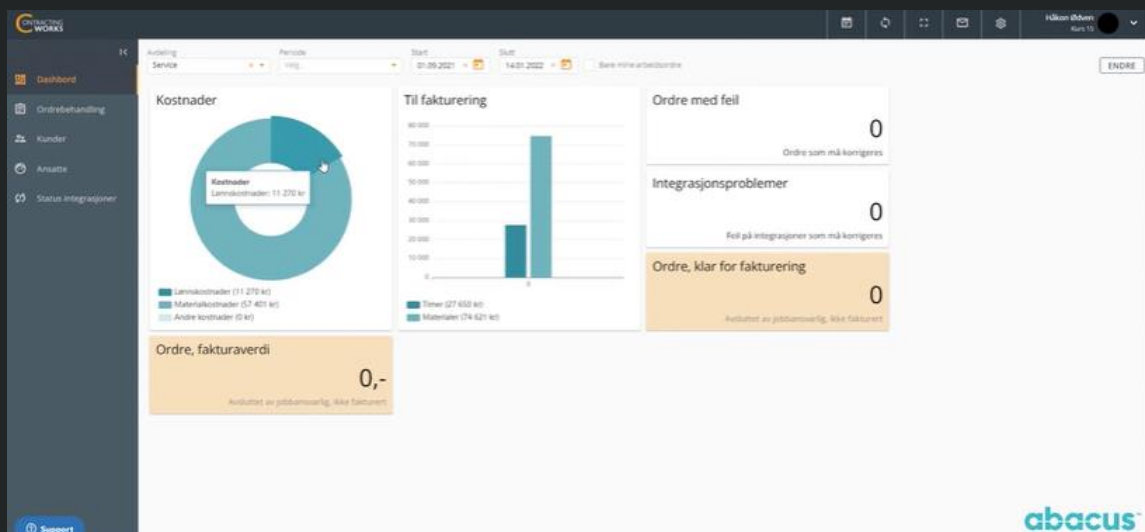 CONTRACTING
WORKS
Håkon Ødven
Kurs 15
Dashbord
Ordrebehandling
Kunder
Ansatte
Status integrasjoner
Support
Avdeling
Service
Periode
Velg...
Start
01.09.2021
Slutt
14.01.2022
Bare mine arbeidsordre
ENDRE
Kostnader
Kostnader
Lønnskostnader: 11 270 kr
Lønnskostnader (11 270 kr)
Materialkostnader (57 401 kr)
Andre kostnader (0 kr)
Til fakturering
80 000
70 000
60 000
50 000
40 000
30 000
20 000
10 000
0
0
Timer (27 650 kr)
Materialer (74 621 kr)
Ordre med feil
0
Ordre som må korrigeres
Integrasjonsproblemer
0
Feil på integrasjoner som må korrigeres
Ordre, klar for fakturering
0
Avsluttet av jobbansvarlig, ikke fakturert
Ordre, fakturaverdi
0,-
Avsluttet av jobbansvarlig, ikke fakturert
abacus